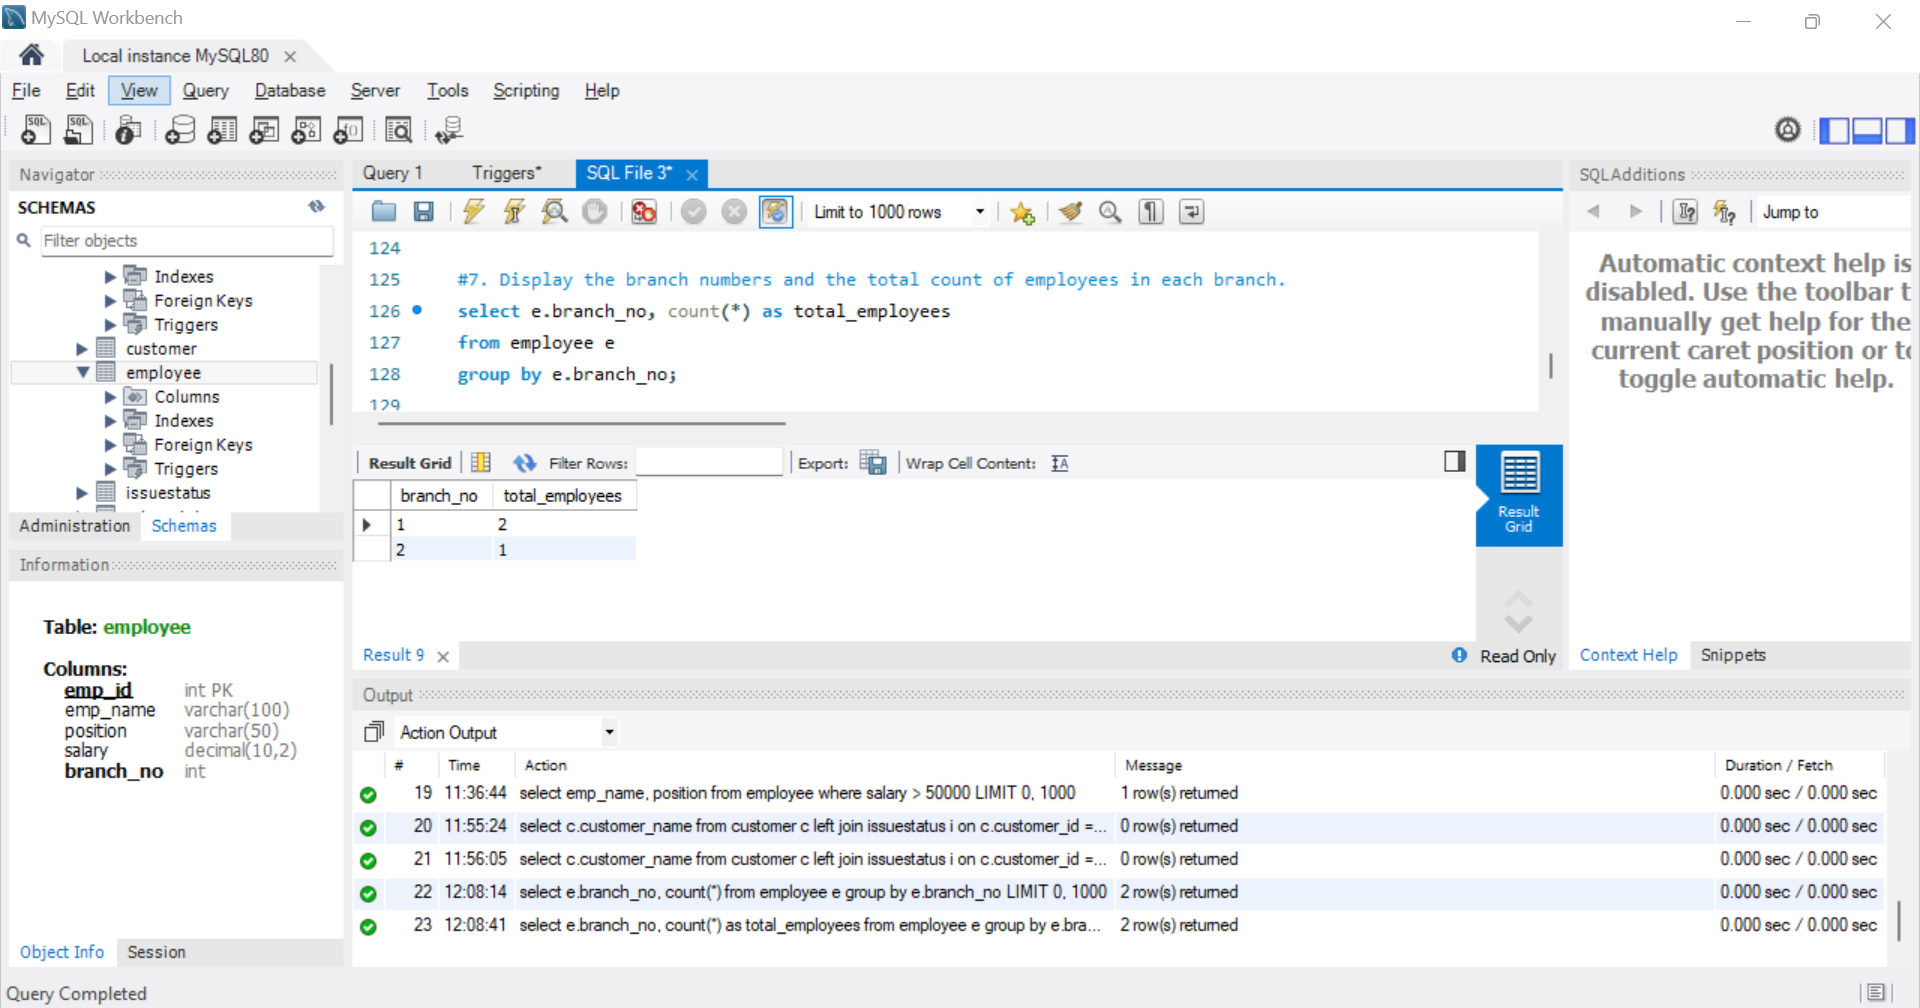 MySQL Workbench
Local instance MySQL80
File Edit View Query Database Server Tools Scripting Help
Navigator
SCHEMAS
Filter objects
Indexes
Foreign Keys
Triggers
customer
employee
Columns
Indexes
Foreign Keys
Triggers
issuestatus
Administration Schemas
Information
Table: employee
Columns:
emp_id int PK
emp_name varchar(100)
position varchar(50)
salary decimal(10,2)
branch_no int
Object Info Session
Query 1 Triggers* SQL File 3*
Limit to 1000 rows
124
125 #7. Display the branch numbers and the total count of employees in each branch.
126 select e.branch_no, count(*) as total_employees
127 from employee e
128 group by e.branch_no;
129
Result Grid Filter Rows: Export: Wrap Cell Content:
branch_no total_employees
1 2
2 1
Result Grid
Result 9
Read Only
SQLAdditions
Jump to
Automatic context help is
disabled. Use the toolbar t
manually get help for the
current caret position or to
toggle automatic help.
Context Help Snippets
Output
Action Output
# Time Action Message Duration / Fetch
19 11:36:44 select emp_name, position from employee where salary > 50000 LIMIT 0, 1000 1 row(s) returned 0.000 sec / 0.000 sec
20 11:55:24 select c.customer_name from customer c left join issuestatus i on c.customer_id =... 0 row(s) returned 0.000 sec / 0.000 sec
21 11:56:05 select c.customer_name from customer c left join issuestatus i on c.customer_id =... 0 row(s) returned 0.000 sec / 0.000 sec
22 12:08:14 select e.branch_no, count(*) from employee e group by e.branch_no LIMIT 0, 1000 2 row(s) returned 0.000 sec / 0.000 sec
23 12:08:41 select e.branch_no, count(*) as total_employees from employee e group by e.bra... 2 row(s) returned 0.000 sec / 0.000 sec
Query Completed